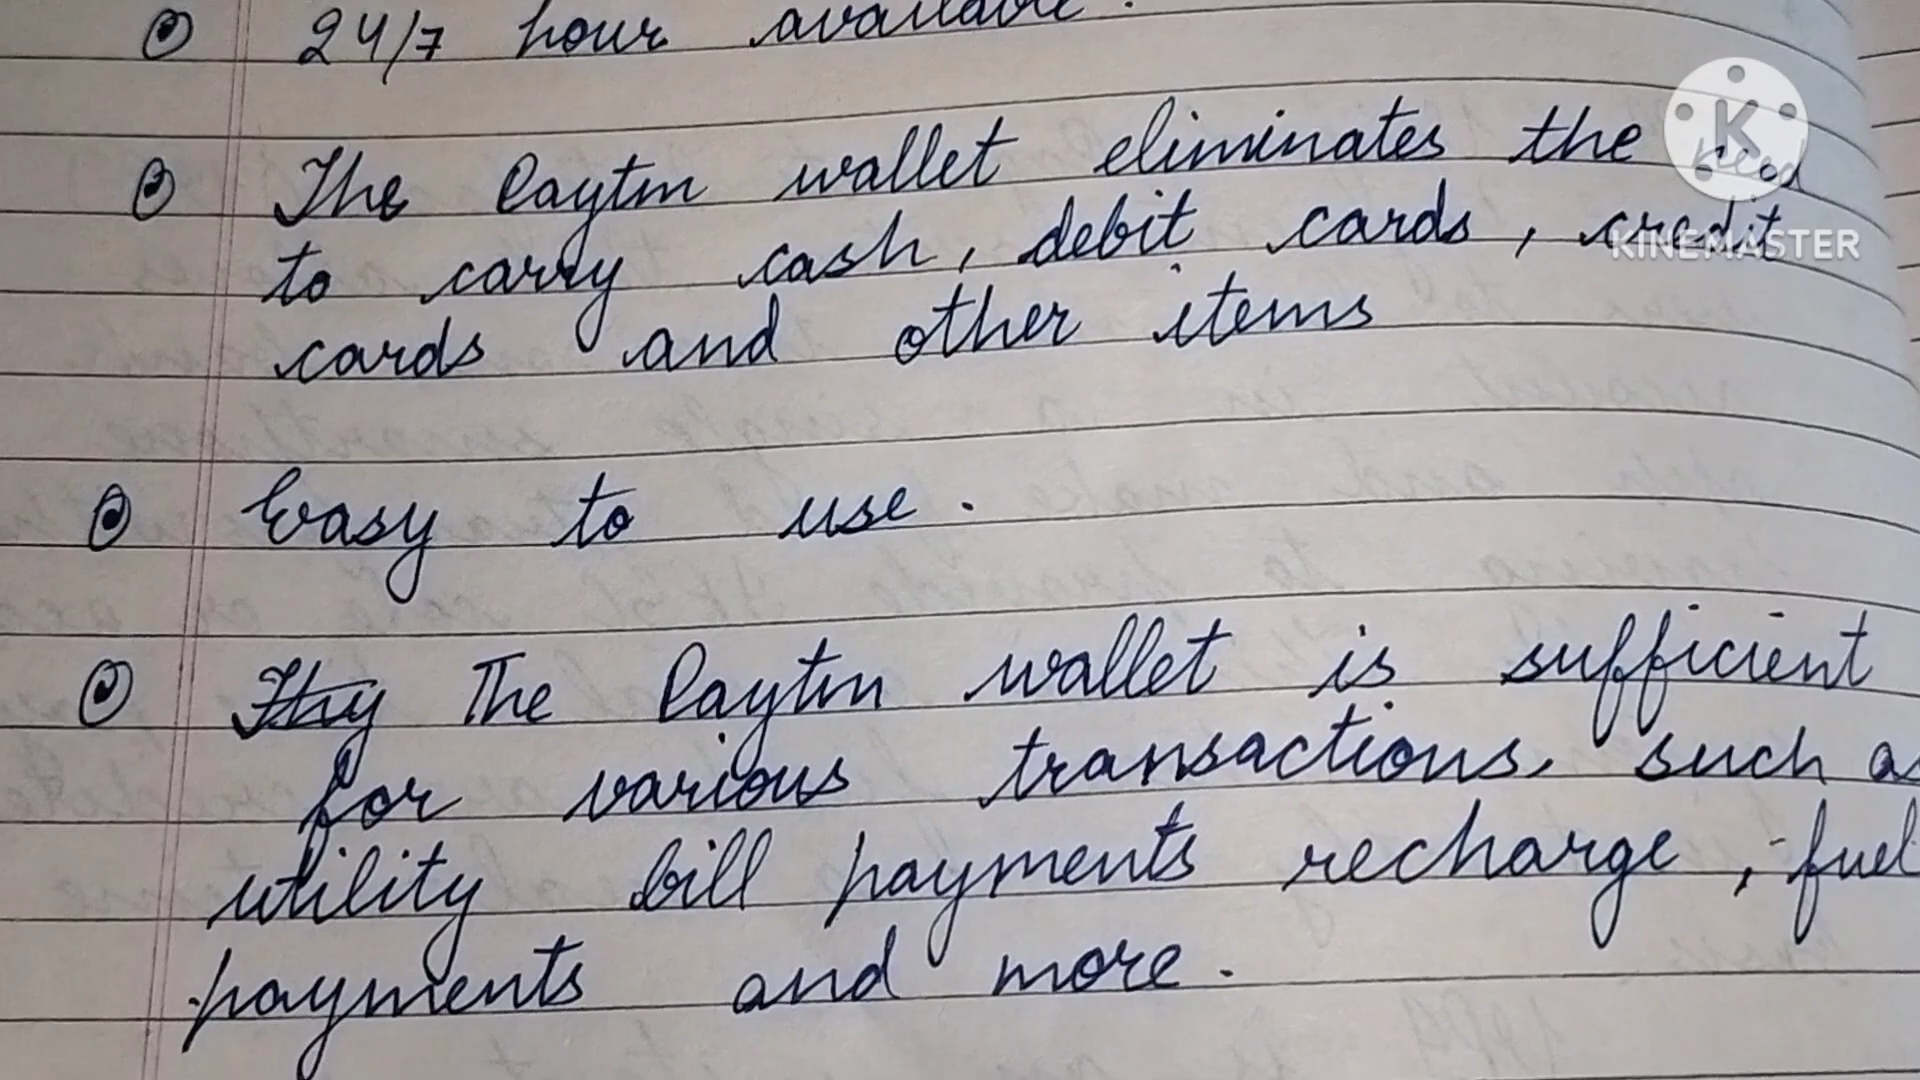 24/7 hour available.
The Paytm wallet eliminates the need
to carry cash, debit cards, credit
cards and other items
Easy to use.
The Paytm wallet is sufficient
for various transactions, such as
utility bill payments recharge, fuel
payments and more.
K
KINEMASTER